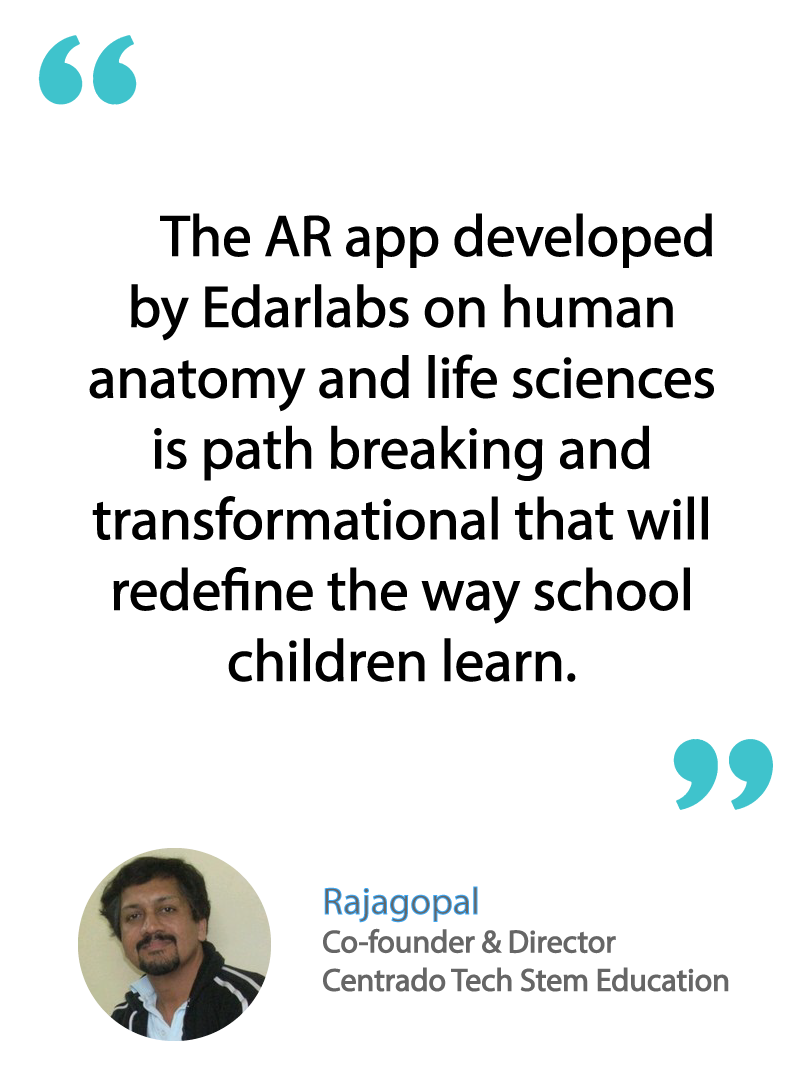 “
The AR app developed
by Edarlabs on human
anatomy and life sciences
is path breaking and
transformational that will
redefine the way school
children learn.
”
Rajagopal
Co-founder & Director
Centrado Tech Stem Education